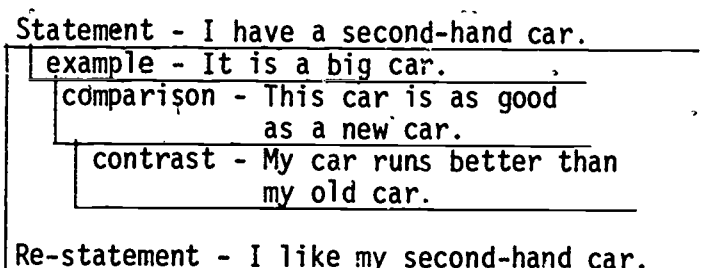 Statement - I have a second-hand car.
example - It is a big car.
comparison - This car is as good
as a new car.
contrast - My car runs better than
my old car.
Re-statement - I like my second-hand car.